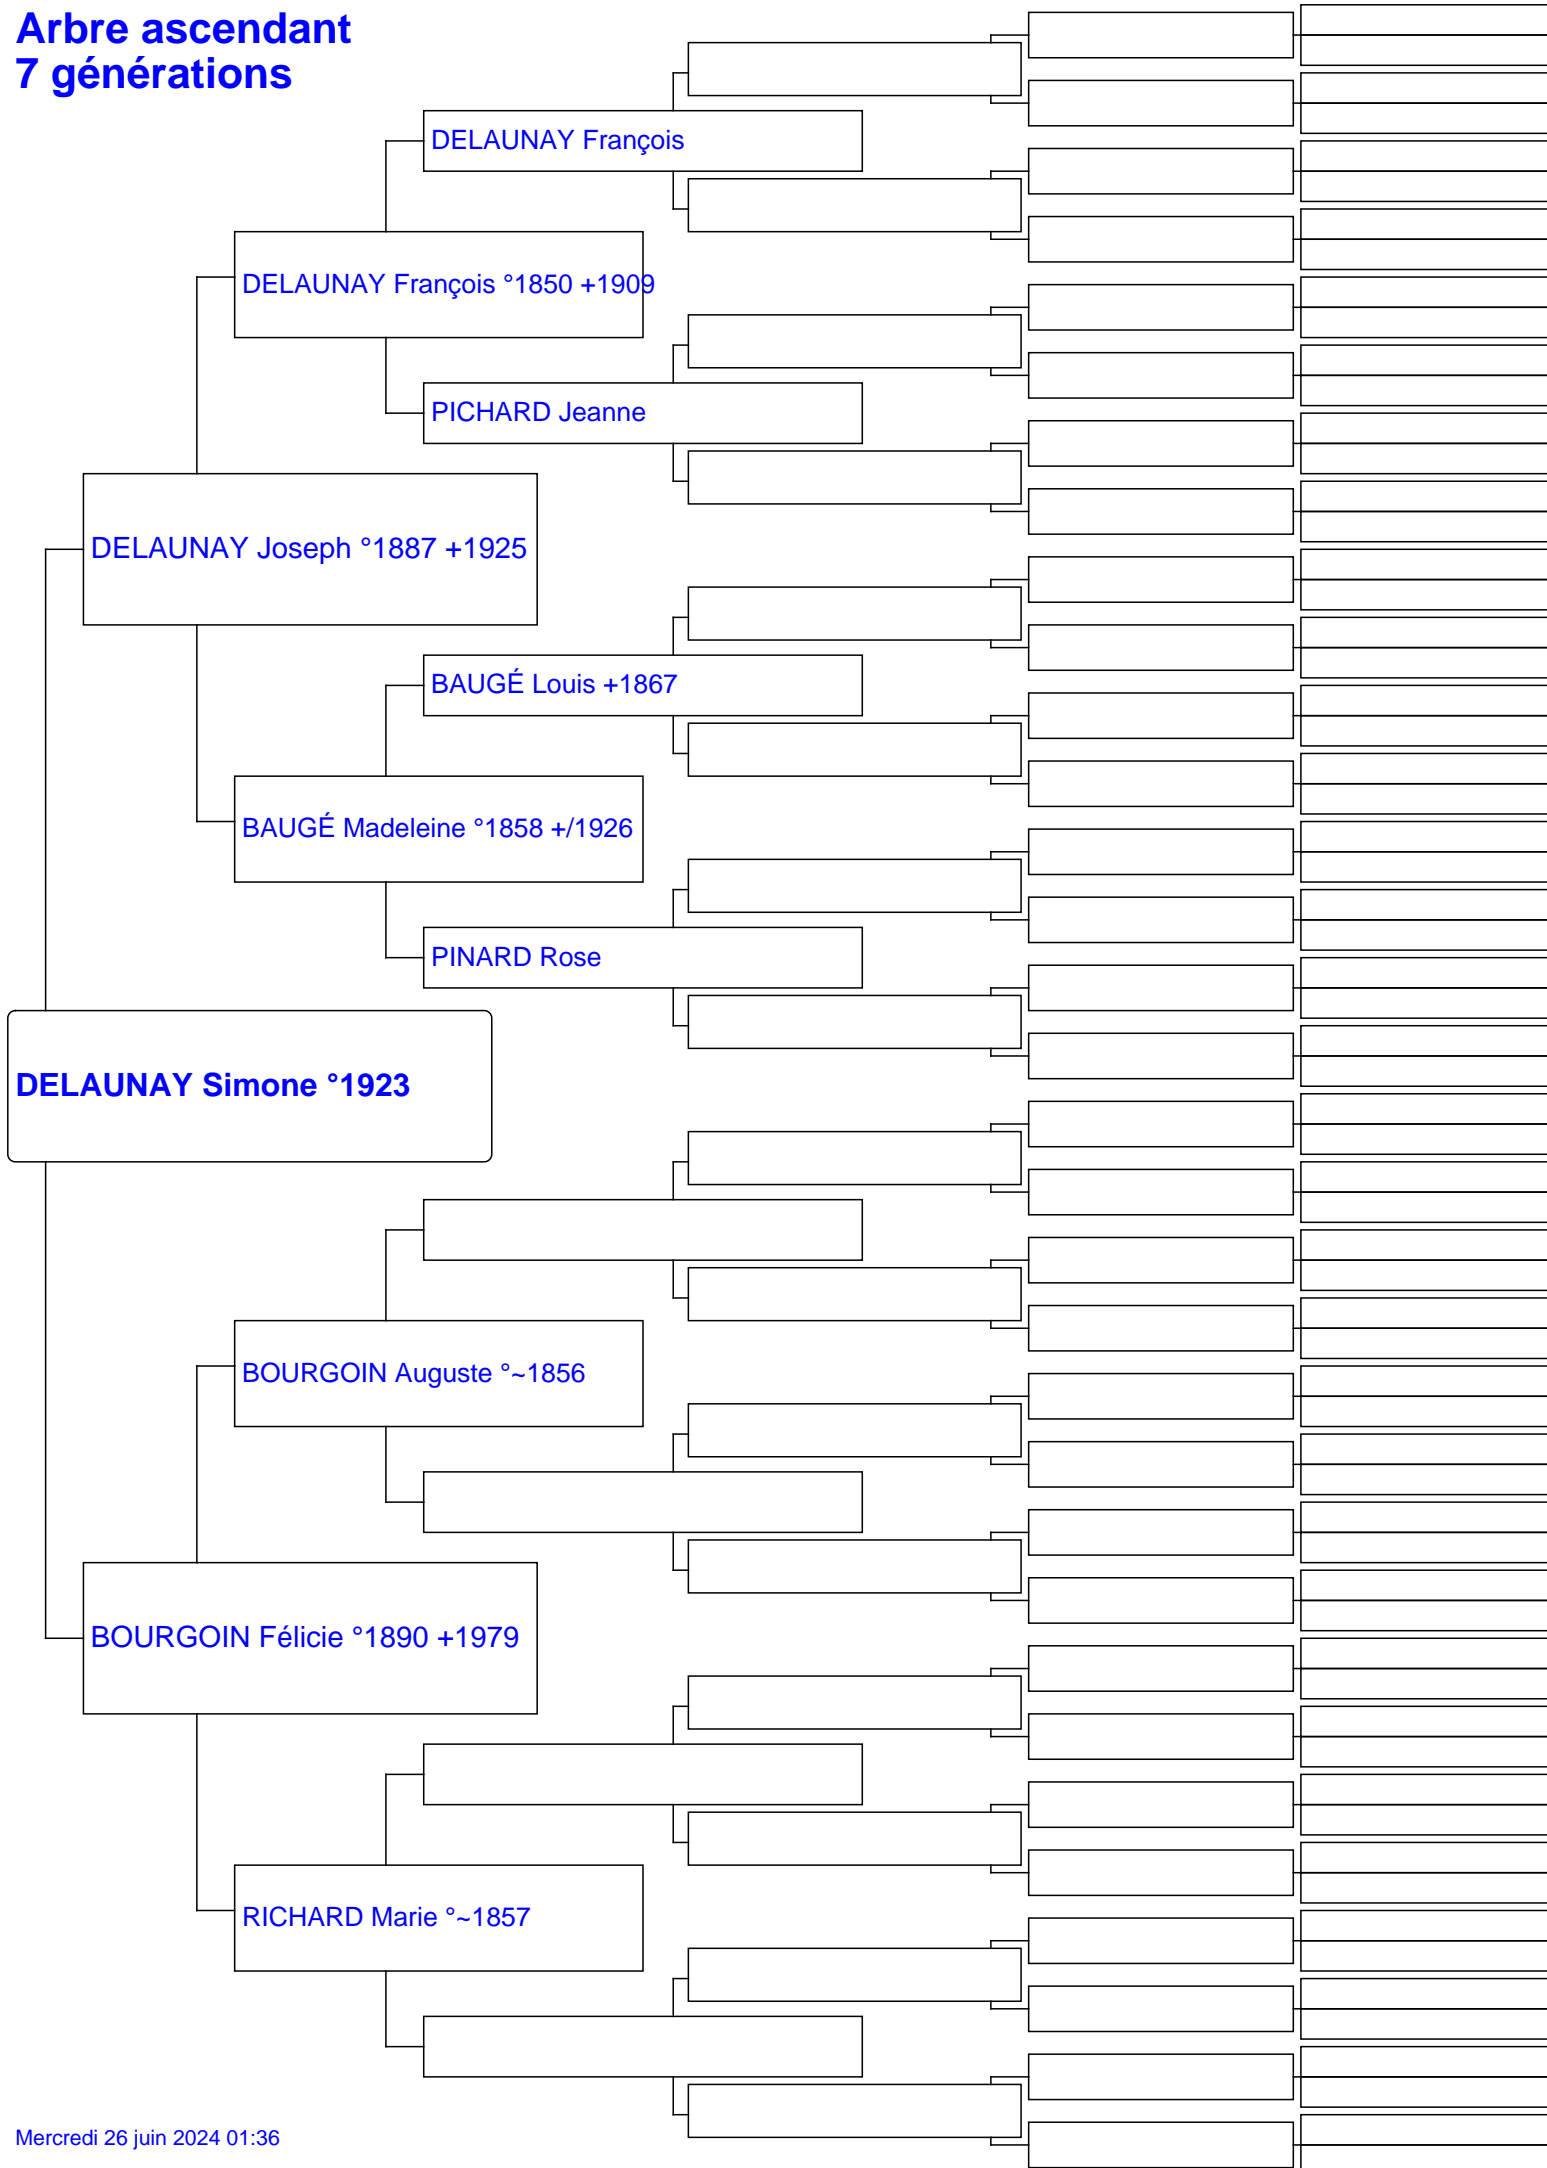 Arbre ascendant
7 générations
DELAUNAY François
DELAUNAY François °1850 +1909
PICHARD Jeanne
DELAUNAY Joseph °1887 +1925
BAUGÉ Louis +1867
BAUGÉ Madeleine °1858 +/1926
PINARD Rose
DELAUNAY Simone °1923
BOURGOIN Auguste °~1856
BOURGOIN Félicie °1890 +1979
RICHARD Marie °~1857
Mercredi 26 juin 2024 01:36